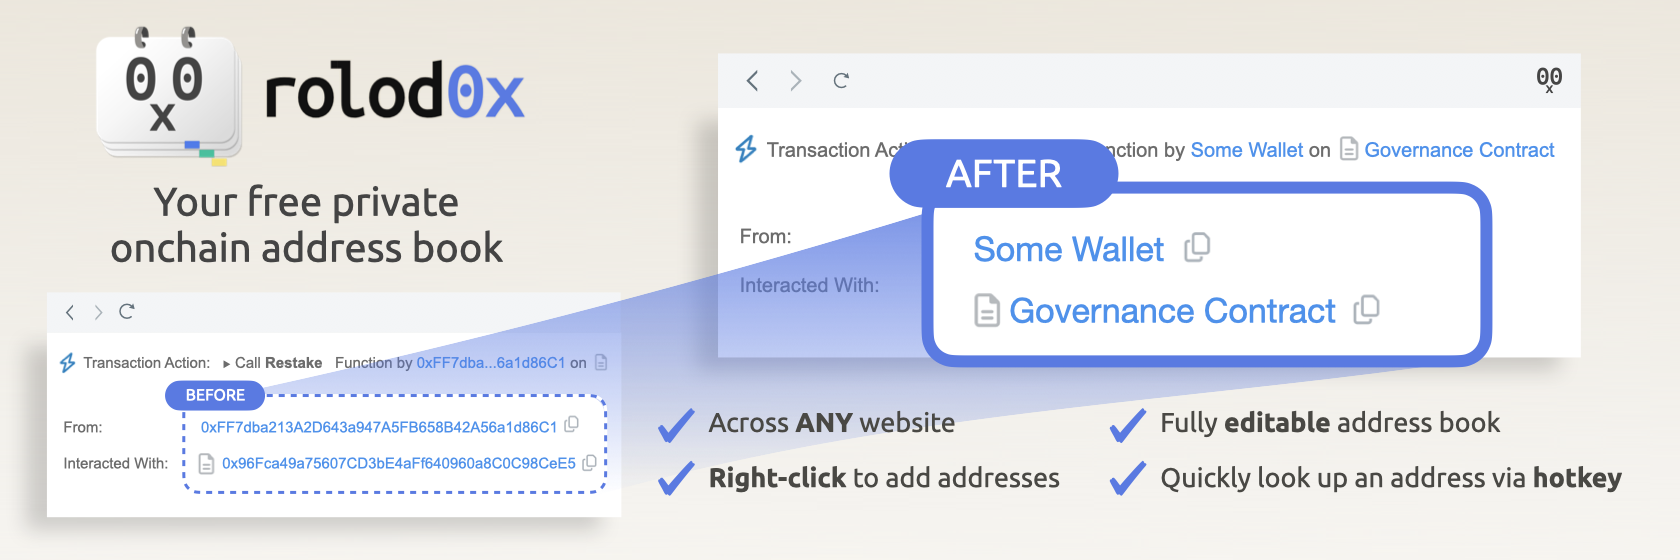 00
x
rolod0x
Your free private
onchain address book
Transaction Action: ▸ Call Restake Function by 0xFF7dba...6a1d86C1 on
BEFORE
From: 0xFF7dba213A2D643a947A5FB658B42A56a1d86C1
Interacted With: 0x96Fca49a75607CD3bE4aFf640960a8C0C98CeE5
00
x
Transaction Act nction by Some Wallet on Governance Contract
AFTER
From: Some Wallet
Interacted With: Governance Contract
Across ANY website
Right-click to add addresses
Fully editable address book
Quickly look up an address via hotkey